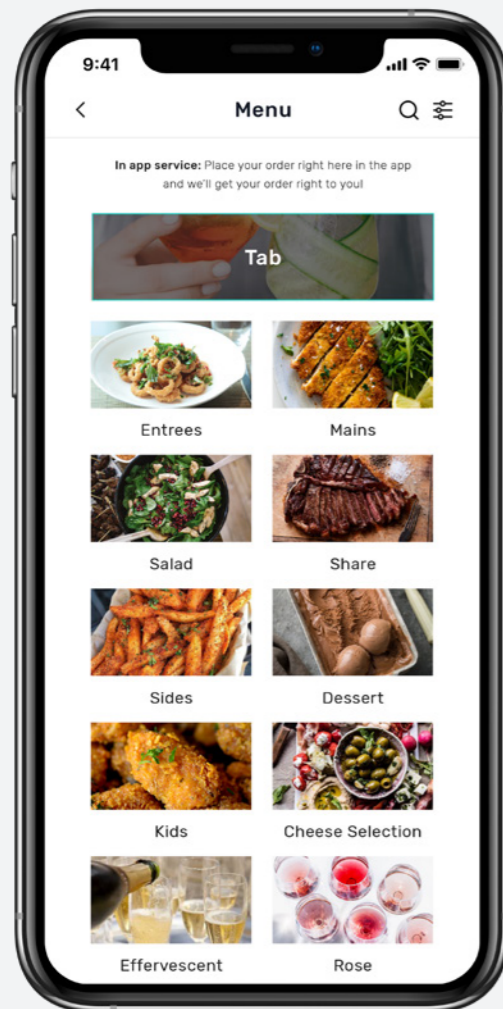 9:41
Menu
In app service: Place your order right here in the app
and we'll get your order right to you!
Tab
Entrees
Mains
Salad
Share
Sides
Dessert
Kids
Cheese Selection
Effervescent
Rose